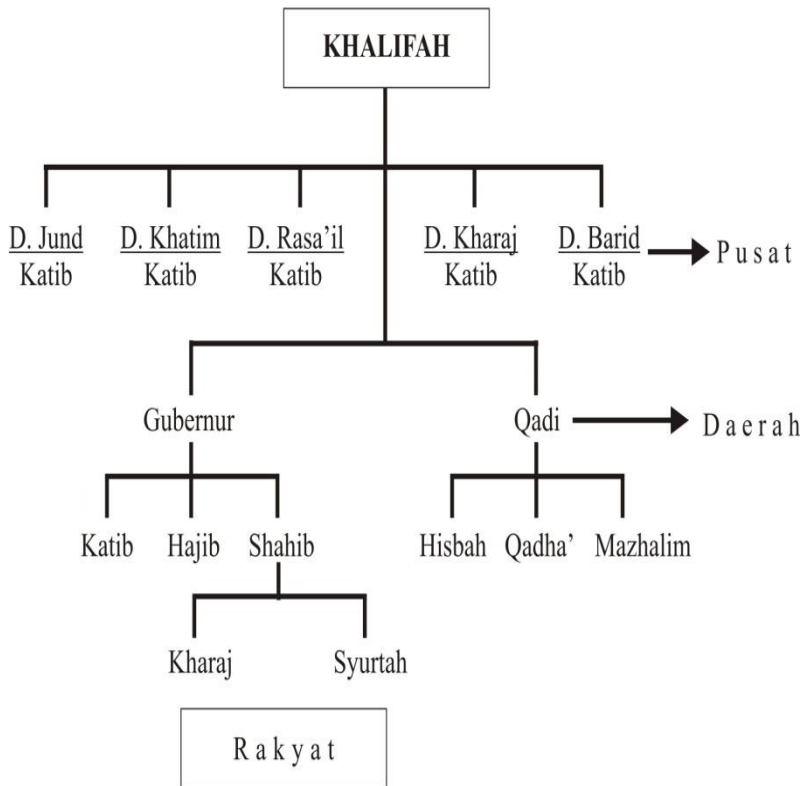 KHALIFAH
D. Jund D. Khatim D. Rasa'il D. Kharaj D. Barid
Katib Katib Katib Katib Katib
Pusat
Gubernur Qadi Daerah
Katib Hajib Shahib Hisbah Qadha' Mazhalim
Kharaj Syurtah
Rakyat